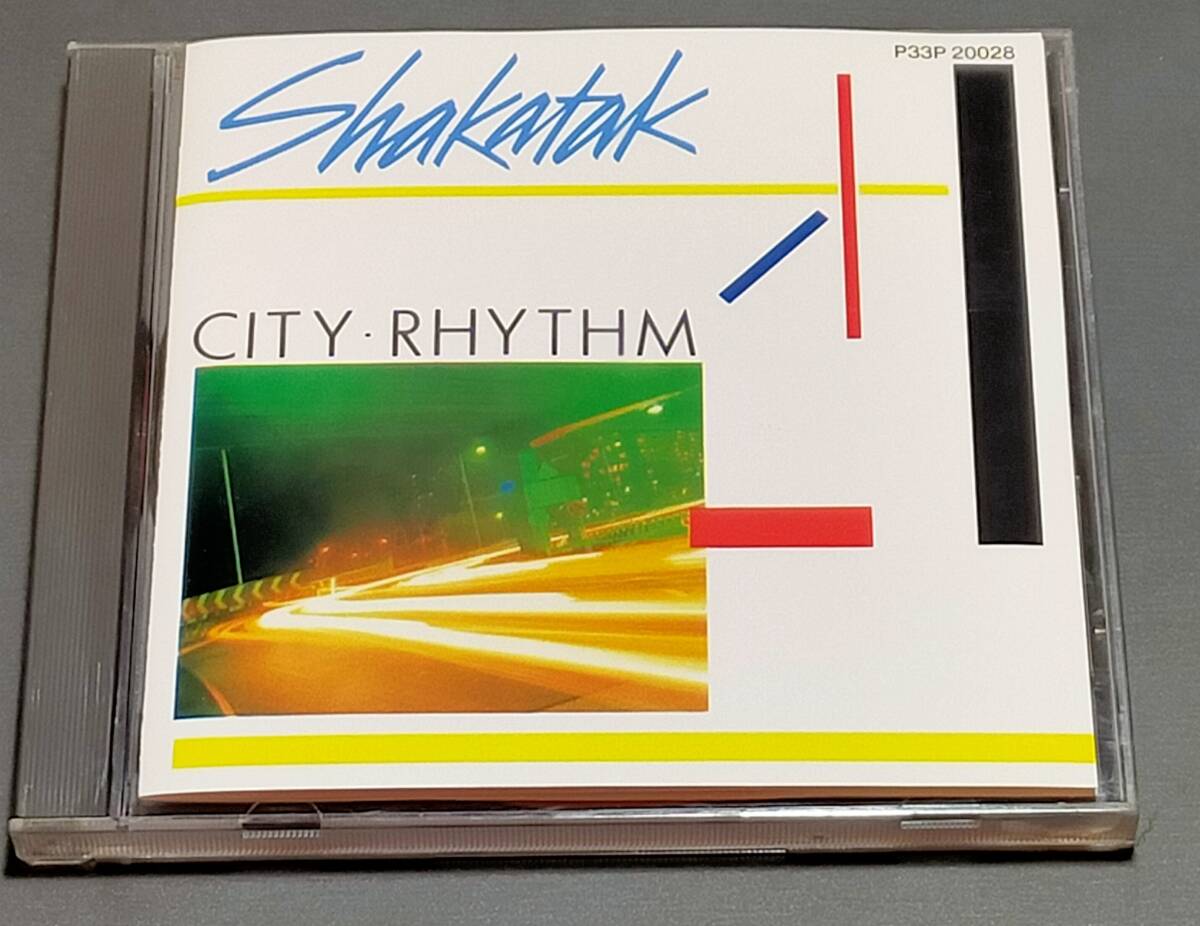 P33P 20028
Shakatak
CITY · RHYTHM